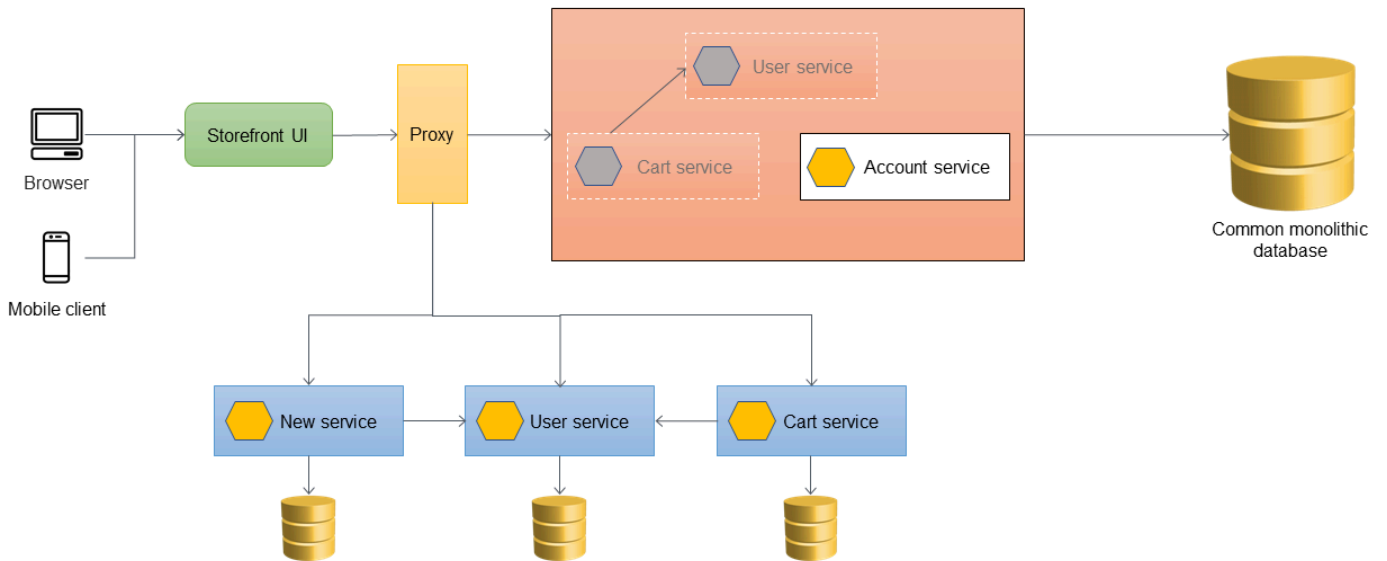 User service
Storefront UI
Proxy
Cart service
Account service
Browser
Common monolithic
database
Mobile client
New service
User service
Cart service